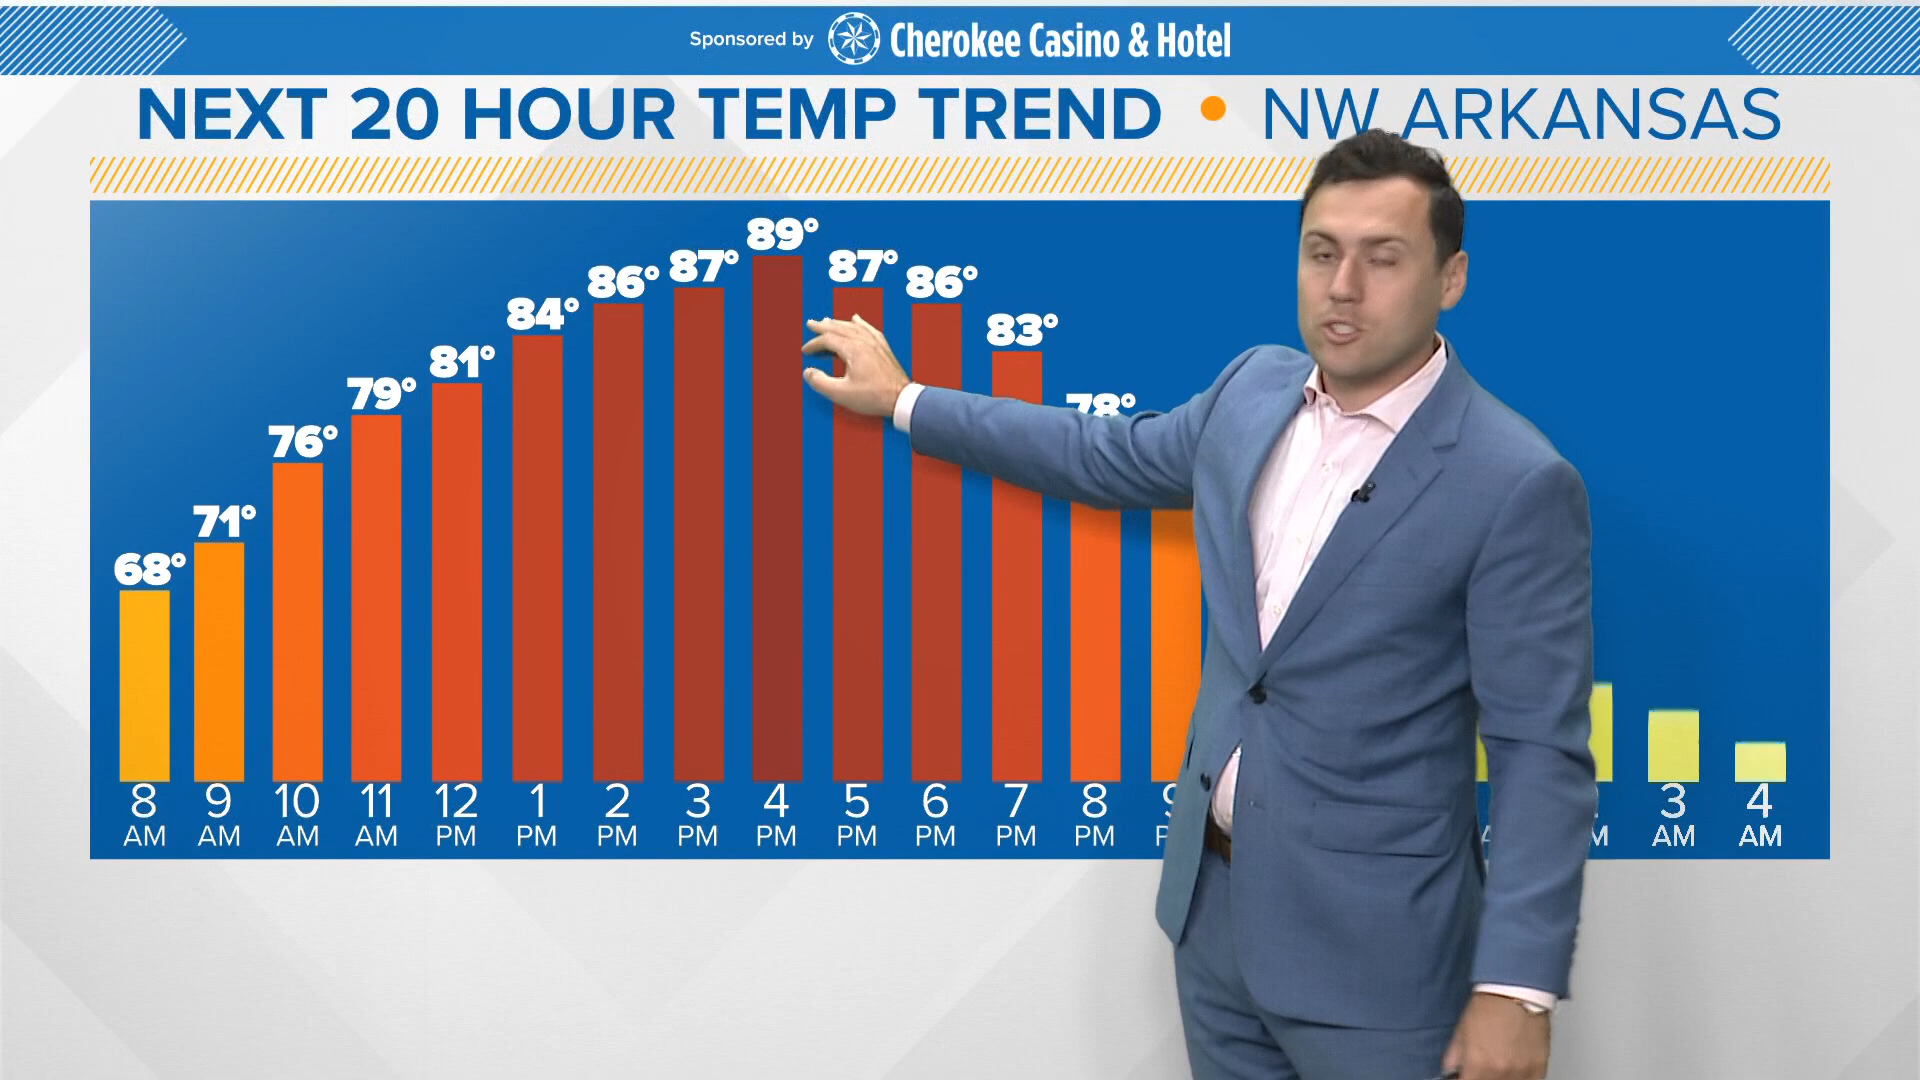 Sponsored by Cherokee Casino & Hotel
NEXT 20 HOUR TEMP TREND • NW ARKANSAS
68° 71° 76° 79° 81° 84° 86° 87° 89° 87° 86° 83° 78°
8 9 10 11 12 1 2 3 4 5 6 7 8 3 4
AM AM AM AM PM PM PM PM PM PM PM PM PM AM AM